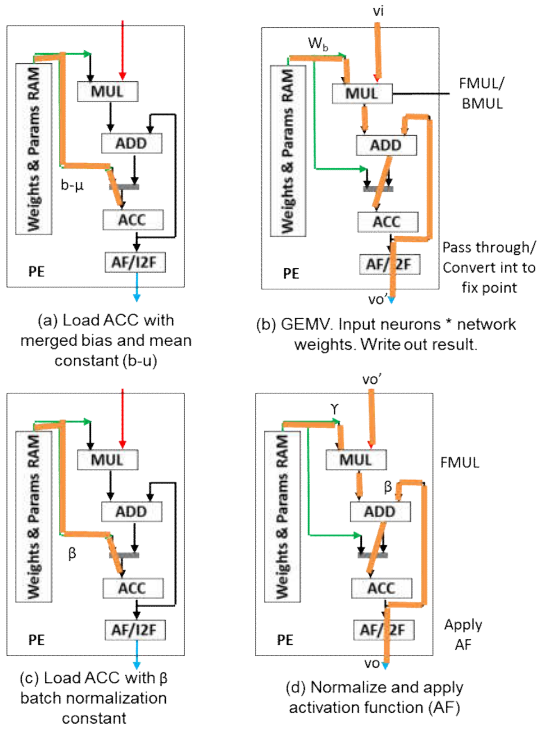 Weights & Params RAM
MUL
ADD
b-μ
ACC
AF/I2F
PE
(a) Load ACC with
merged bias and mean
constant (b-u)
vi
W_b
Weights & Params RAM
MUL
FMUL/
BMUL
ADD
ACC
Pass through/
Convert int to
fix point
AF/I2F
PE
vo'
(b) GEMV. Input neurons * network
weights. Write out result.
Weights & Params RAM
MUL
ADD
β
ACC
AF/I2F
PE
(c) Load ACC with β
batch normalization
constant
vo'
ϒ
Weights & Params RAM
MUL
FMUL
β
ADD
ACC
AF/I2F
Apply
AF
PE
vo
(d) Normalize and apply
activation function (AF)